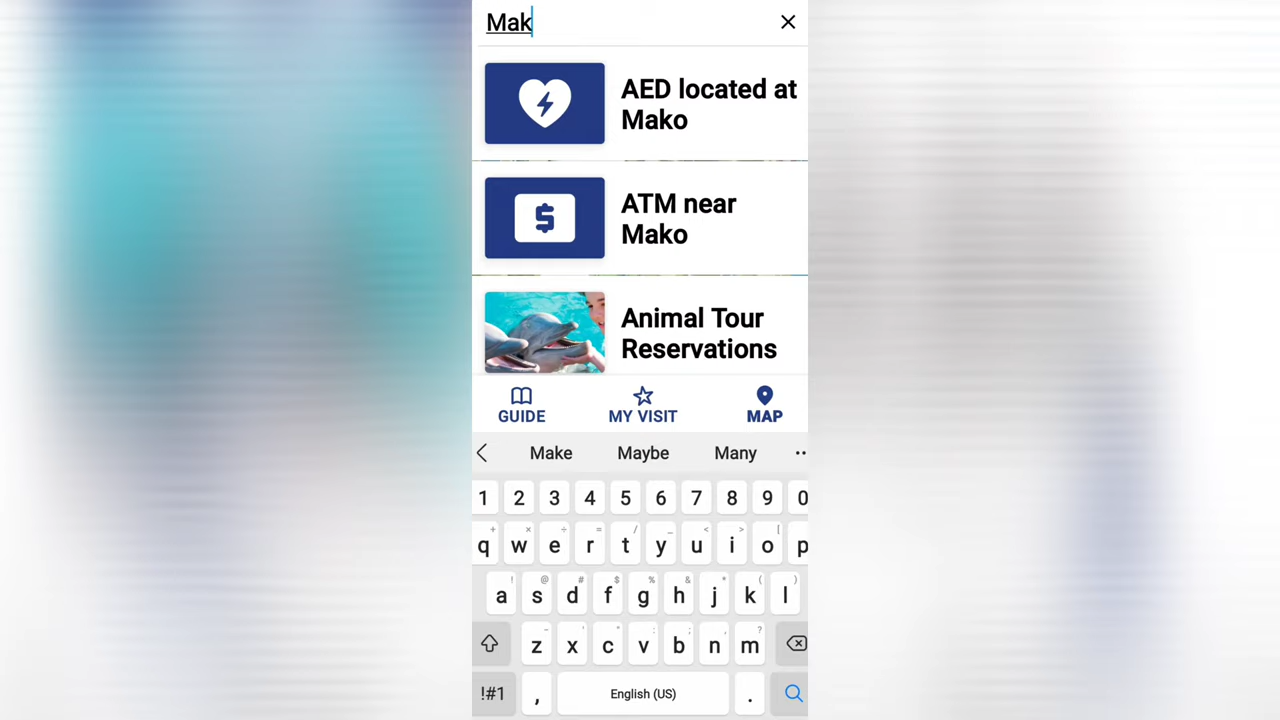 Mak
AED located at
Mako
ATM near
Mako
Animal Tour
Reservations
GUIDE MY VISIT MAP
Make Maybe Many ..
1 2 3 4 5 6 7 8 9 0
+ × ÷ = / _ < > [
q w e r t y u i o p
! @ # $ % & * ( )
a s d f g h j k l
- ' " : ; , ?
z x c v b n m
!#1 , English (US) .